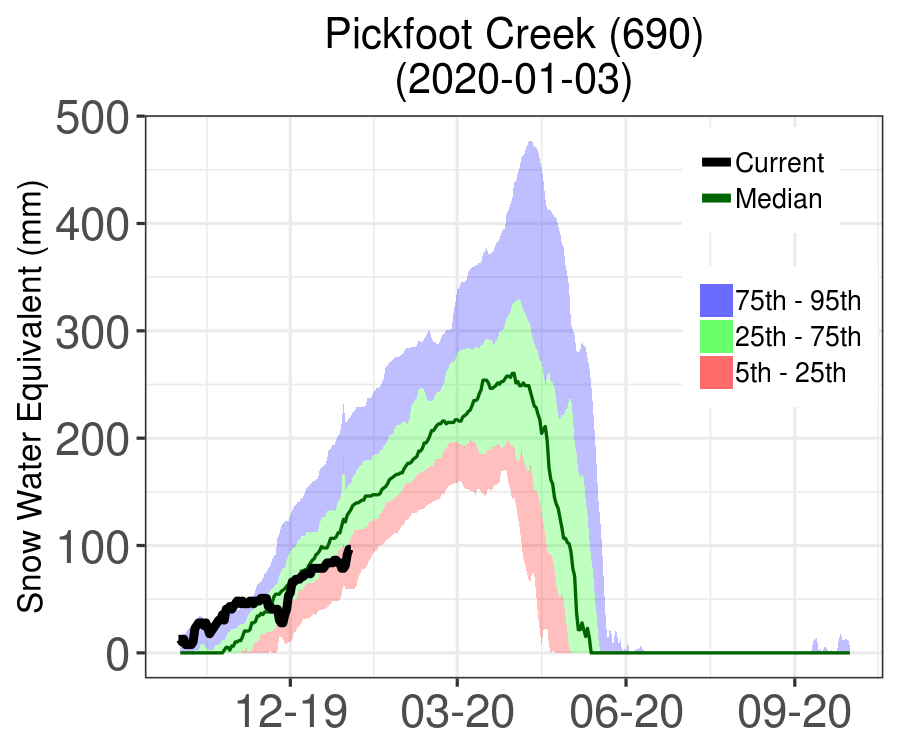 Pickfoot Creek (690)
(2020-01-03)
Snow Water Equivalent (mm)
500
400
300
200
100
0
12-19
03-20
06-20
09-20
Current
Median
75th - 95th
25th - 75th
5th - 25th